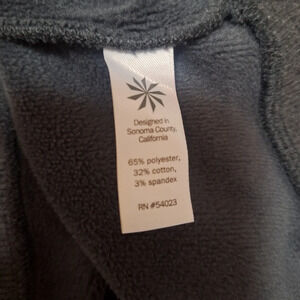 Designed in
Sonoma County,
California
65% polyester,
32% cotton,
3% spandex
RN #54023